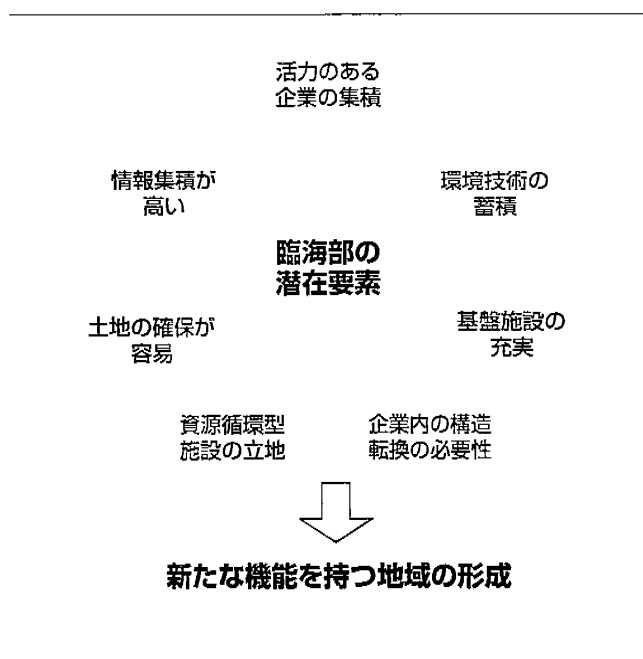 活力のある
企業の集積
情報集積が
高い
環境技術の
蓄積
臨海部の
潜在要素
土地の確保が
容易
基盤施設の
充実
資源循環型
施設の立地
企業内の構造
転換の必要性
新たな機能を持つ地域の形成